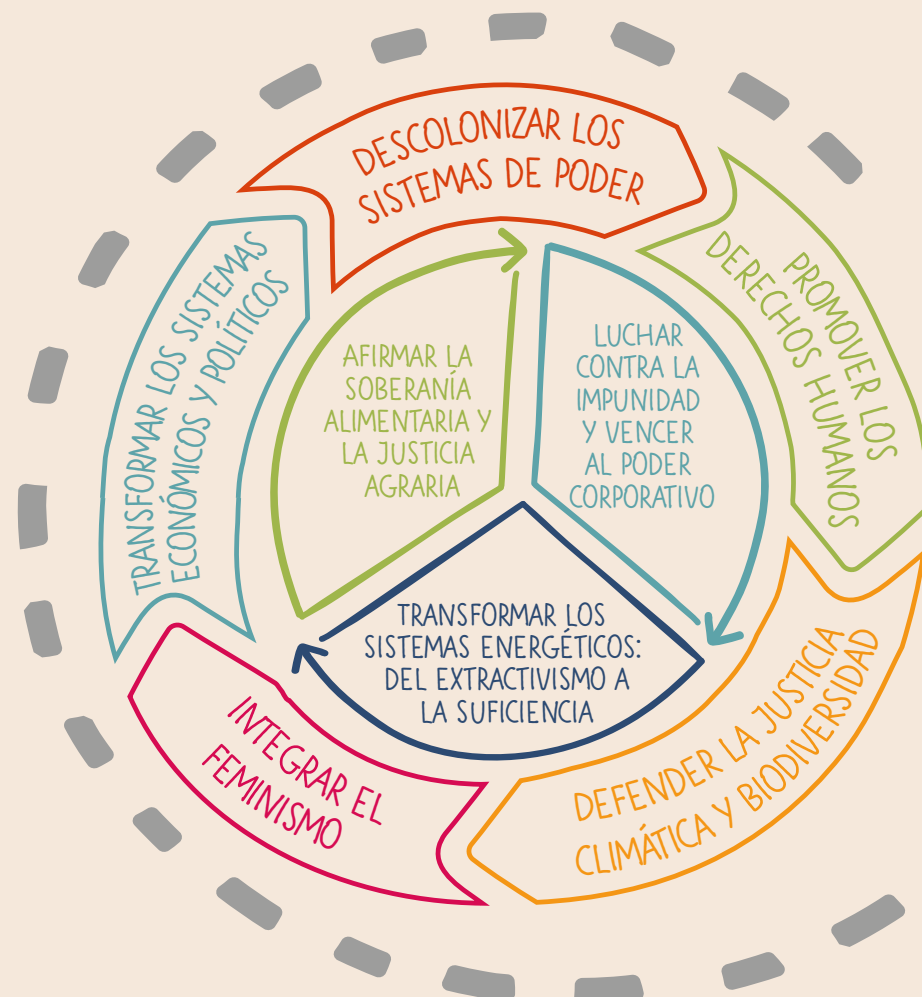 DESCOLONIZAR LOS
SISTEMAS DE PODER
PROMOVER LOS
DERECHOS HUMANOS
DEFENDER LA JUSTICIA
CLIMÁTICA Y BIODIVERSIDAD
INTEGRAR EL
FEMINISMO
TRANSFORMAR LOS SISTEMAS
ECONÓMICOS Y POLÍTICOS
AFIRMAR LA
SOBERANÍA
ALIMENTARIA Y
LA JUSTICIA
AGRARIA
LUCHAR
CONTRA LA
IMPUNIDAD
Y VENCER
AL PODER
CORPORATIVO
TRANSFORMAR LOS
SISTEMAS ENERGÉTICOS:
DEL EXTRACTIVISMO A
LA SUFICIENCIA